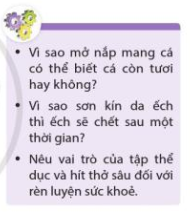 • Vì sao mở nắp mang cá
có thể biết cá còn tươi
hay không?
• Vì sao sơn kín da ếch
thì ếch sẽ chết sau một
thời gian?
• Nêu vai trò của tập thể
dục và hít thở sâu đối với
rèn luyện sức khoẻ.